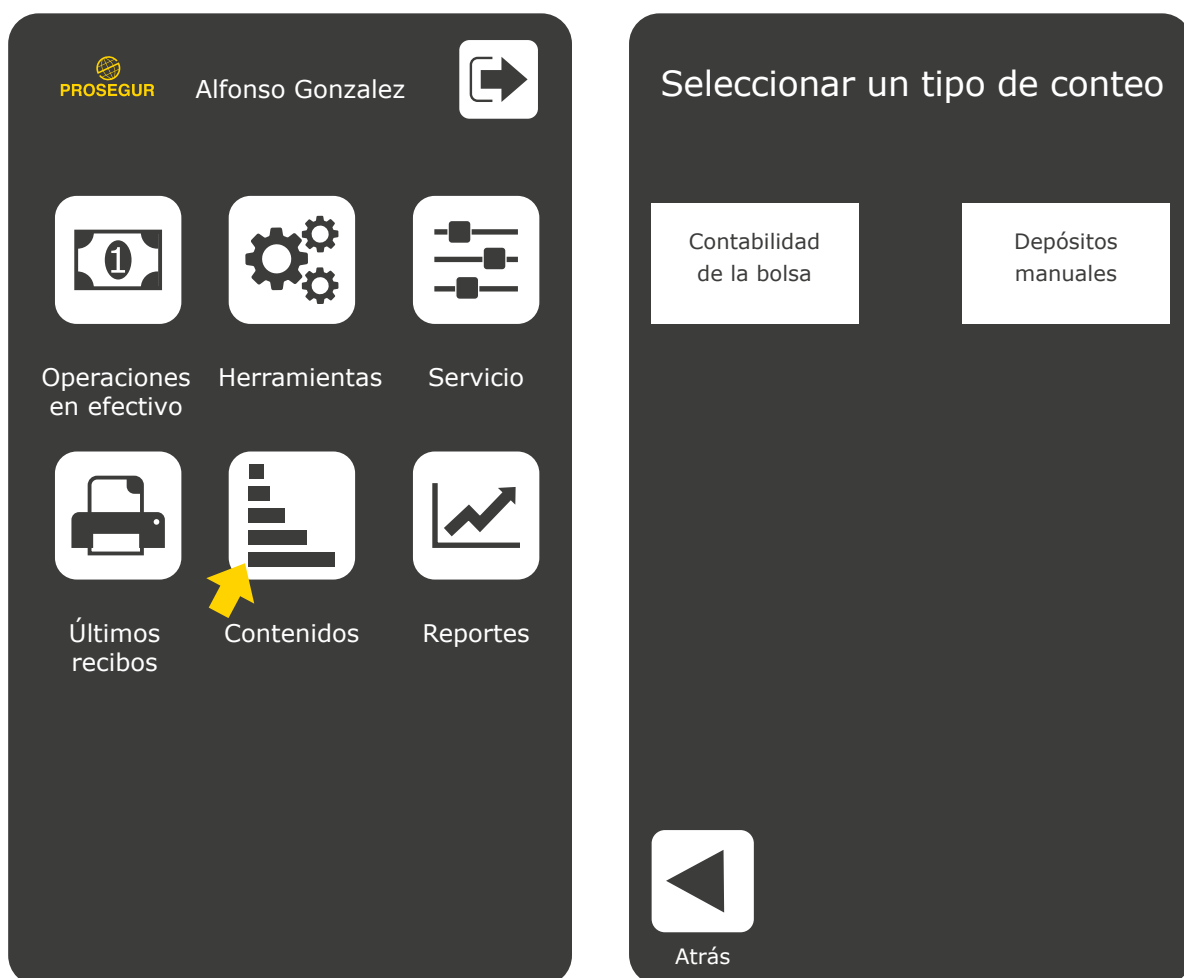 PROSEGUR
Alfonso Gonzalez
1
Operaciones
en efectivo
Herramientas
Servicio
Últimos
recibos
Contenidos
Reportes
Seleccionar un tipo de conteo
Contabilidad
de la bolsa
Depósitos
manuales
Atrás